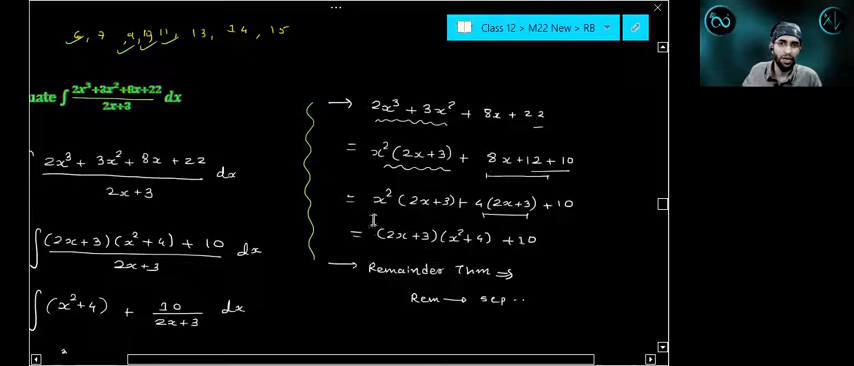 6, 7, 9, 10, 11, 13, 14, 15
Class 12 > M22 New > RB
uate ∫ 2x³+3x²+8x+22 / 2x+3 dx
2x³ + 3x² + 8x + 22 / 2x+3 dx
∫ (2x+3)(x²+4) + 10 / 2x+3 dx
∫ (x²+4) + 10 / 2x+3 dx
→ 2x³ + 3x² + 8x + 22
= x²(2x+3) + 8x+12+10
= x²(2x+3) + 4(2x+3) + 10
= (2x+3)(x²+4) + 10
→ Remainder Thm ⇒
Rem → sep ..